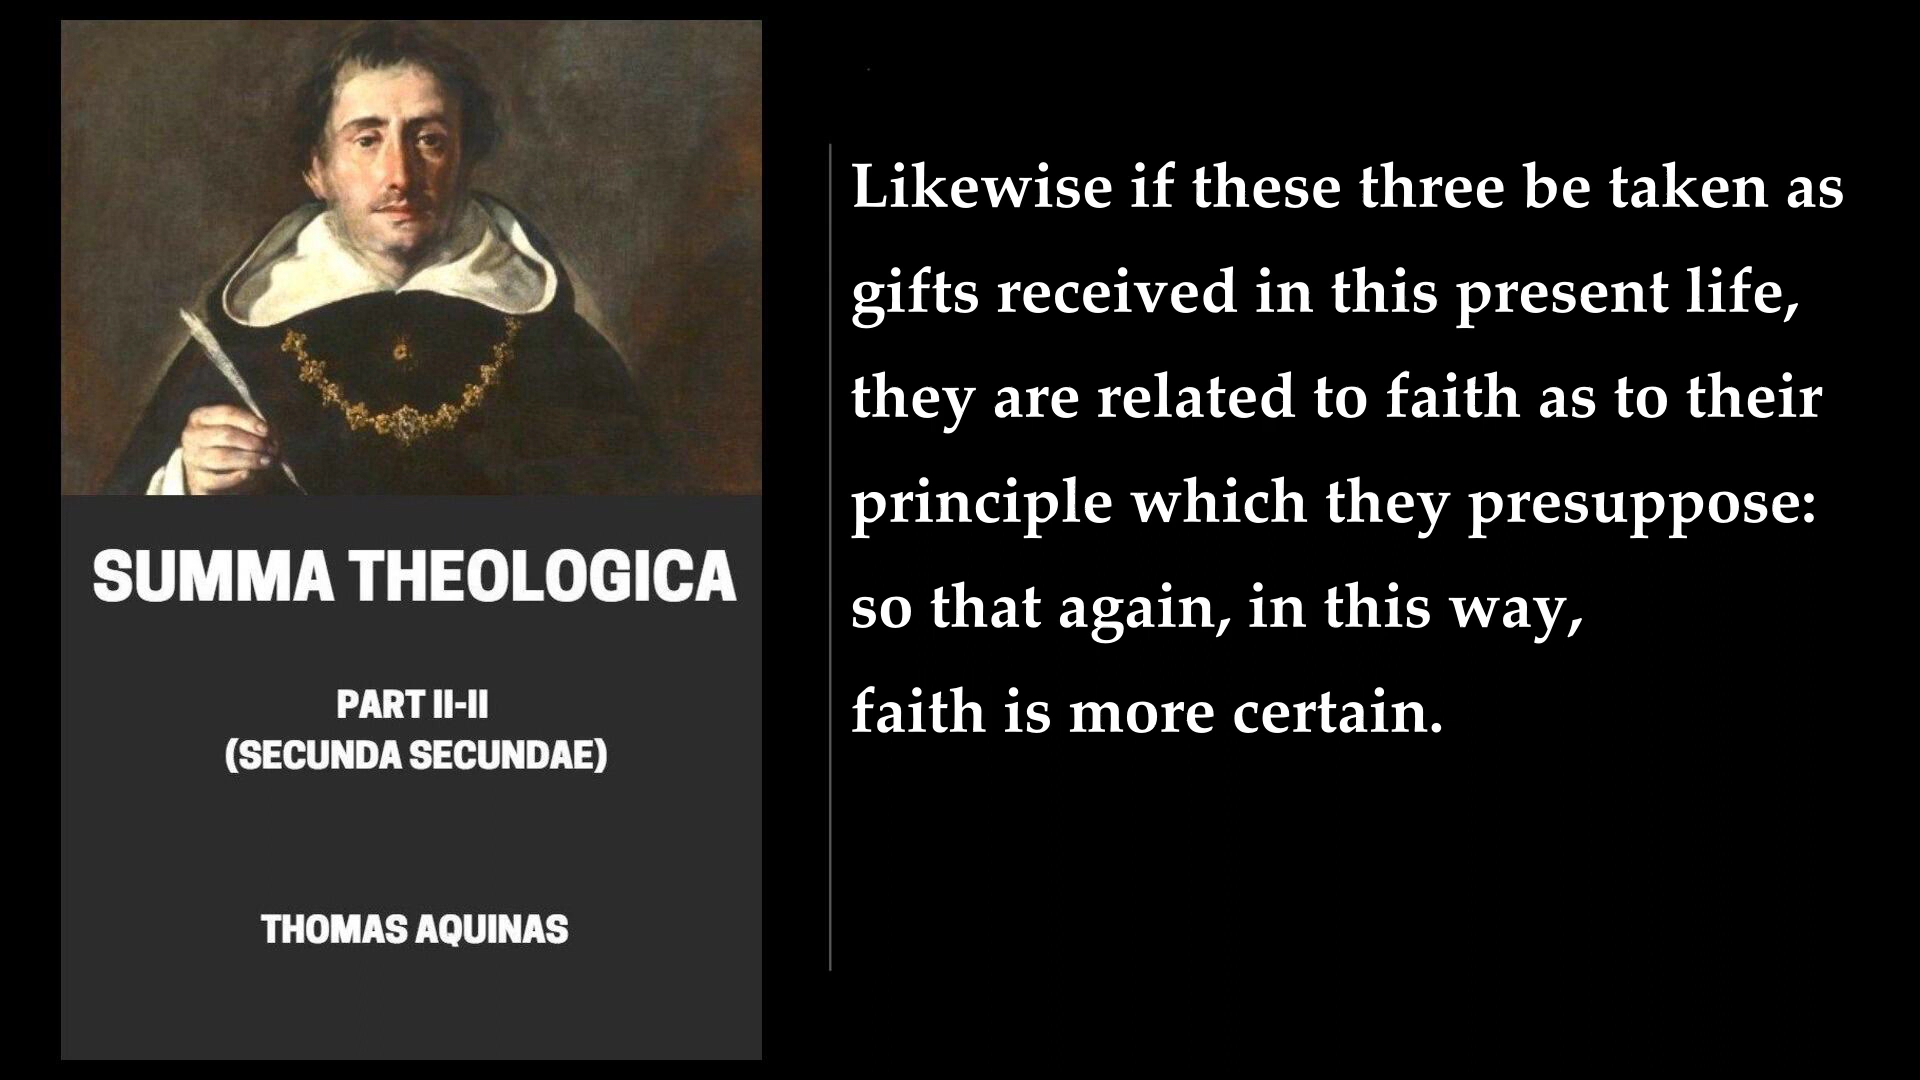 SUMMA THEOLOGICA
PART II-II
(SECUNDA SECUNDAE)
THOMAS AQUINAS
Likewise if these three be taken as
gifts received in this present life,
they are related to faith as to their
principle which they presuppose:
so that again, in this way,
faith is more certain.